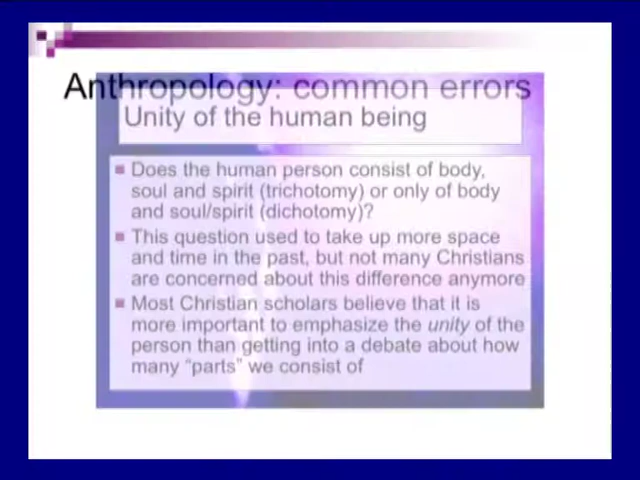 Anthropology: common errors
Unity of the human being
Does the human person consist of body,
soul and spirit (trichotomy) or only of body
and soul/spirit (dichotomy)?
This question used to take up more space
and time in the past, but not many Christians
are concerned about this difference anymore
Most Christian scholars believe that it is
more important to emphasize the unity of the
person than getting into a debate about how
many “parts” we consist of